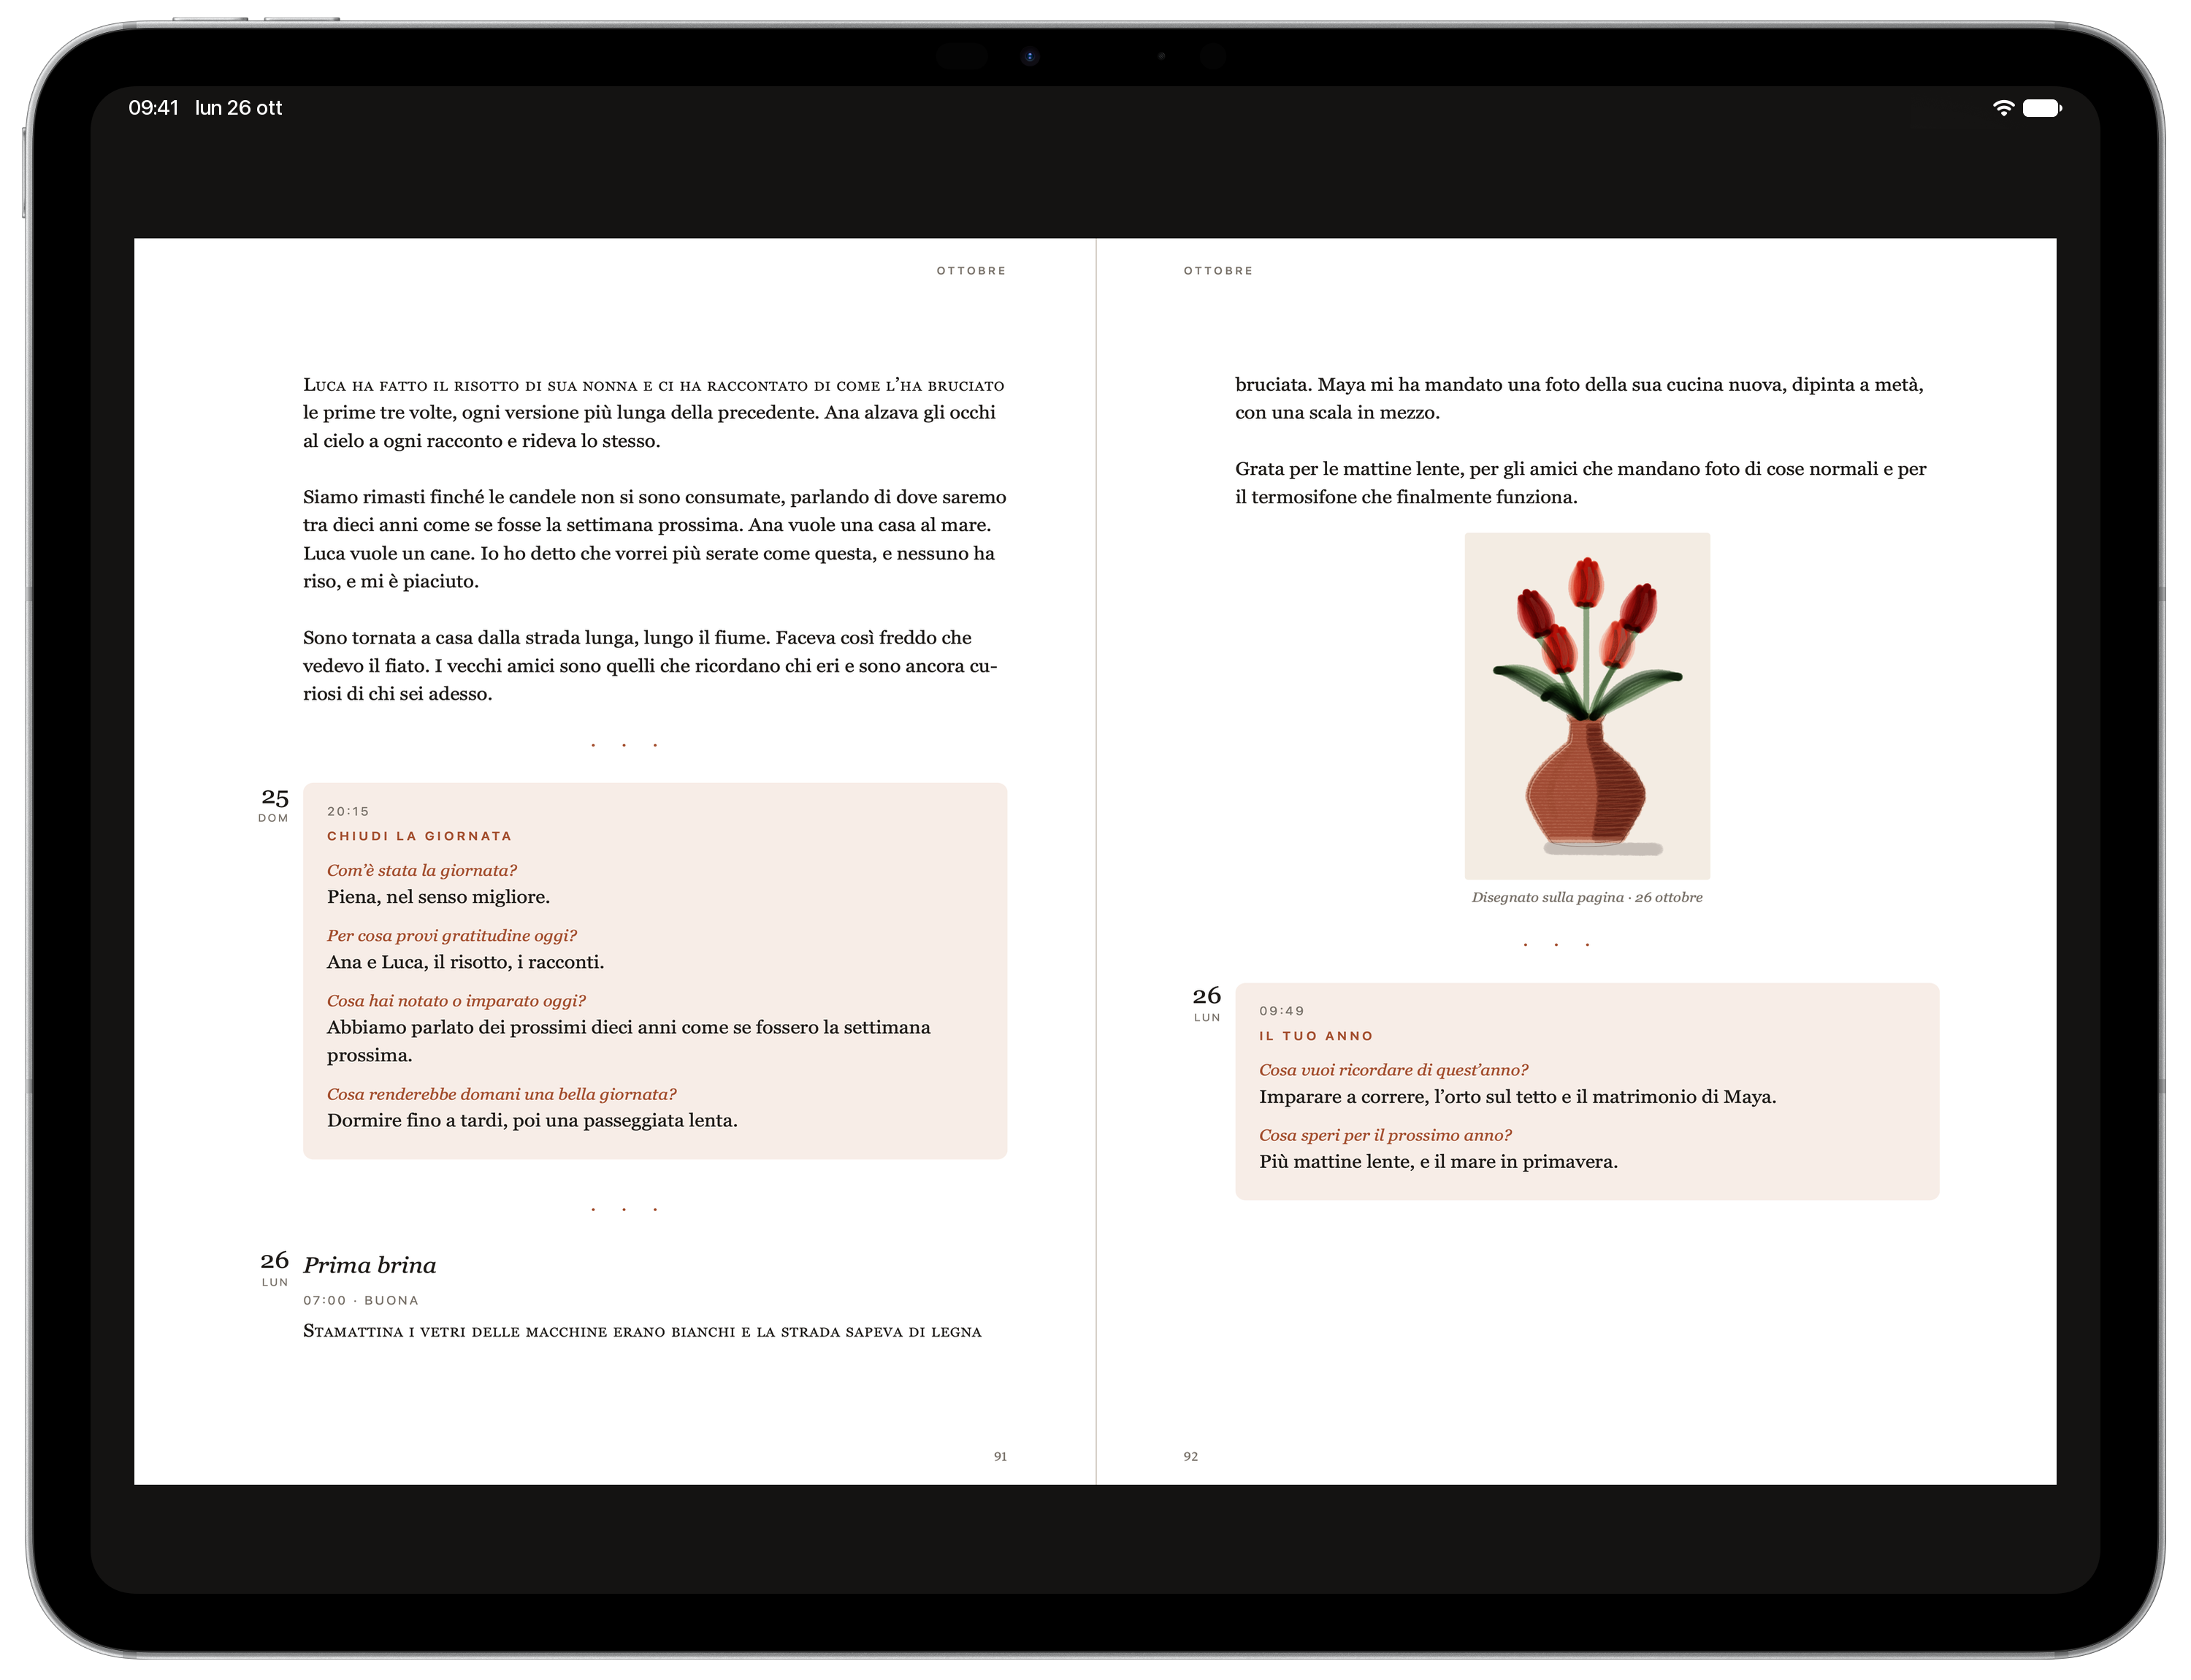 09:41 lun 26 ott
OTTOBRE
Luca ha fatto il risotto di sua nonna e ci ha raccontato di come l’ha bruciato
le prime tre volte, ogni versione più lunga della precedente. Ana alzava gli occhi
al cielo a ogni racconto e rideva lo stesso.
Siamo rimasti finché le candele non si sono consumate, parlando di dove saremo
tra dieci anni come se fosse la settimana prossima. Ana vuole una casa al mare.
Luca vuole un cane. Io ho detto che vorrei più serate come questa, e nessuno ha
riso, e mi è piaciuto.
Sono tornata a casa dalla strada lunga, lungo il fiume. Faceva così freddo che
vedevo il fiato. I vecchi amici sono quelli che ricordano chi eri e sono ancora cu-
riosi di chi sei adesso.
25
DOM
20:15
CHIUDI LA GIORNATA
Com’è stata la giornata?
Piena, nel senso migliore.
Per cosa provi gratitudine oggi?
Ana e Luca, il risotto, i racconti.
Cosa hai notato o imparato oggi?
Abbiamo parlato dei prossimi dieci anni come se fossero la settimana
prossima.
Cosa renderebbe domani una bella giornata?
Dormire fino a tardi, poi una passeggiata lenta.
26
LUN
Prima brina
07:00 · BUONA
Stamattina i vetri delle macchine erano bianchi e la strada sapeva di legna
91
OTTOBRE
bruciata. Maya mi ha mandato una foto della sua cucina nuova, dipinta a metà,
con una scala in mezzo.
Grata per le mattine lente, per gli amici che mandano foto di cose normali e per
il termosifone che finalmente funziona.
Disegnato sulla pagina · 26 ottobre
26
LUN
09:49
IL TUO ANNO
Cosa vuoi ricordare di quest’anno?
Imparare a correre, l’orto sul tetto e il matrimonio di Maya.
Cosa speri per il prossimo anno?
Più mattine lente, e il mare in primavera.
92